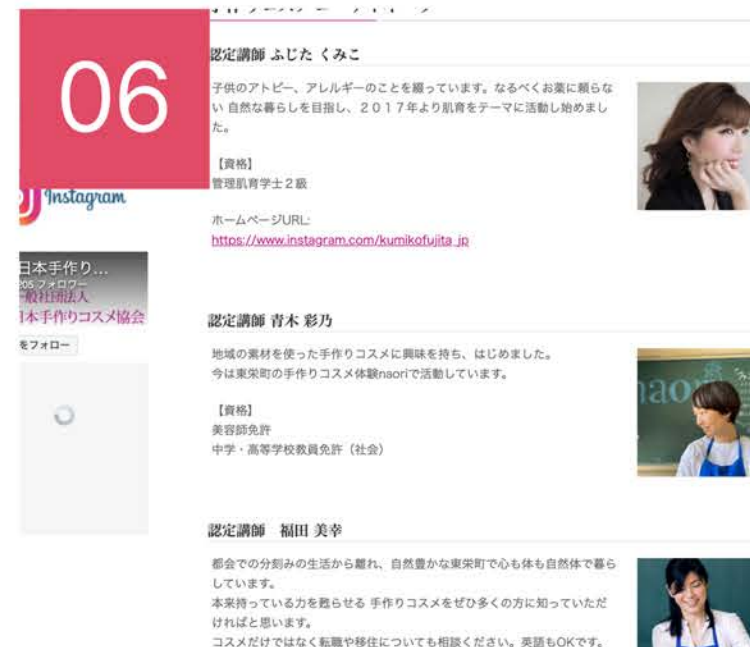 06
認定講師 ふじた くみこ
子供のアトピー、アレルギーのことを綴っています。なるべくお薬に頼らな
い 自然な暮らしを目指し、２０１７年より肌育をテーマに活動し始めまし
た。
【資格】
管理肌育学士２級
ホームページURL:
https://www.instagram.com/kumikofujita_jp
Instagram
日本手作り...
205 フォロワー
一般社団法人
日本手作りコスメ協会
をフォロー
認定講師 青木 彩乃
地域の素材を使った手作りコスメに興味を持ち、はじめました。
今は東栄町の手作りコスメ体験naoriで活動しています。
【資格】
美容師免許
中学・高等学校教員免許（社会）
naori
認定講師　福田 美幸
都会での分刻みの生活から離れ、自然豊かな東栄町で心も体も自然体で暮ら
しています。
本来持っている力を甦らせる 手作りコスメをぜひ多くの方に知っていただ
ければと思います。
コスメだけではなく転職や移住についても相談ください。英語もOKです。